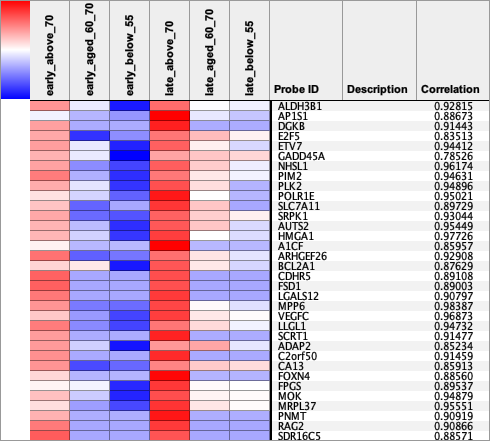 early_above_70
early_aged_60_70
early_below_55
late_above_70
late_aged_60_70
late_below_55
Probe ID Description Correlation
ALDH3B1 0.92815
AP1S1 0.88673
DGKB 0.91443
E2F5 0.83513
ETV7 0.94412
GADD45A 0.78526
NHSL1 0.96174
PIM2 0.94631
PLK2 0.94896
POLR1E 0.95021
SLC7A11 0.89729
SRPK1 0.93044
AUTS2 0.95449
HMGA1 0.97726
A1CF 0.85957
ARHGEF26 0.92908
BCL2A1 0.87629
CDHR5 0.89108
FSD1 0.89003
LGALS12 0.90797
MPP6 0.98387
VEGFC 0.96873
LLGL1 0.94732
SCRT1 0.91477
ADAP2 0.85234
C2orf50 0.91459
CA13 0.85913
FOXN4 0.88560
FPGS 0.89537
MOK 0.94879
MRPL37 0.95551
PNMT 0.90919
RAG2 0.90866
SDR16C5 0.88571